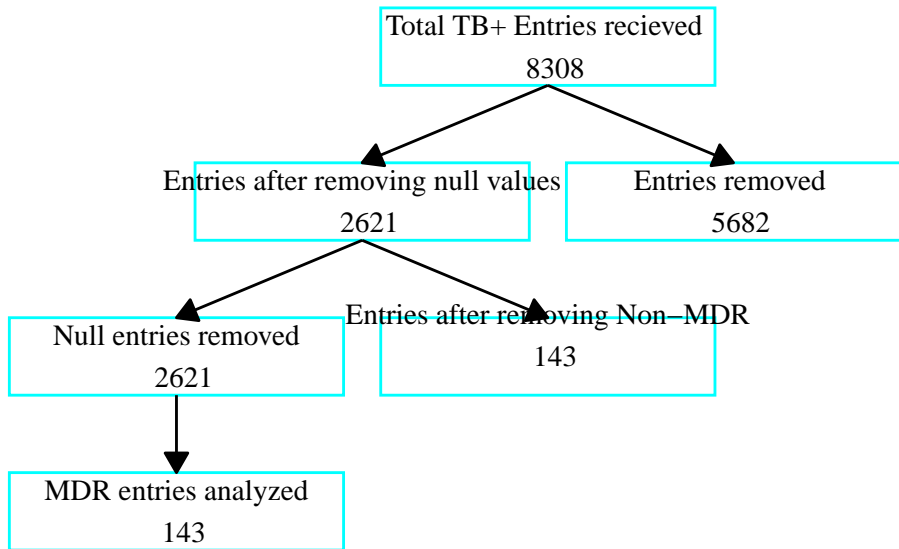 Total TB+ Entries recieved
8308
Entries after removing null values
2621
Entries removed
5682
Null entries removed
2621
Entries after removing Non−MDR
143
MDR entries analyzed
143